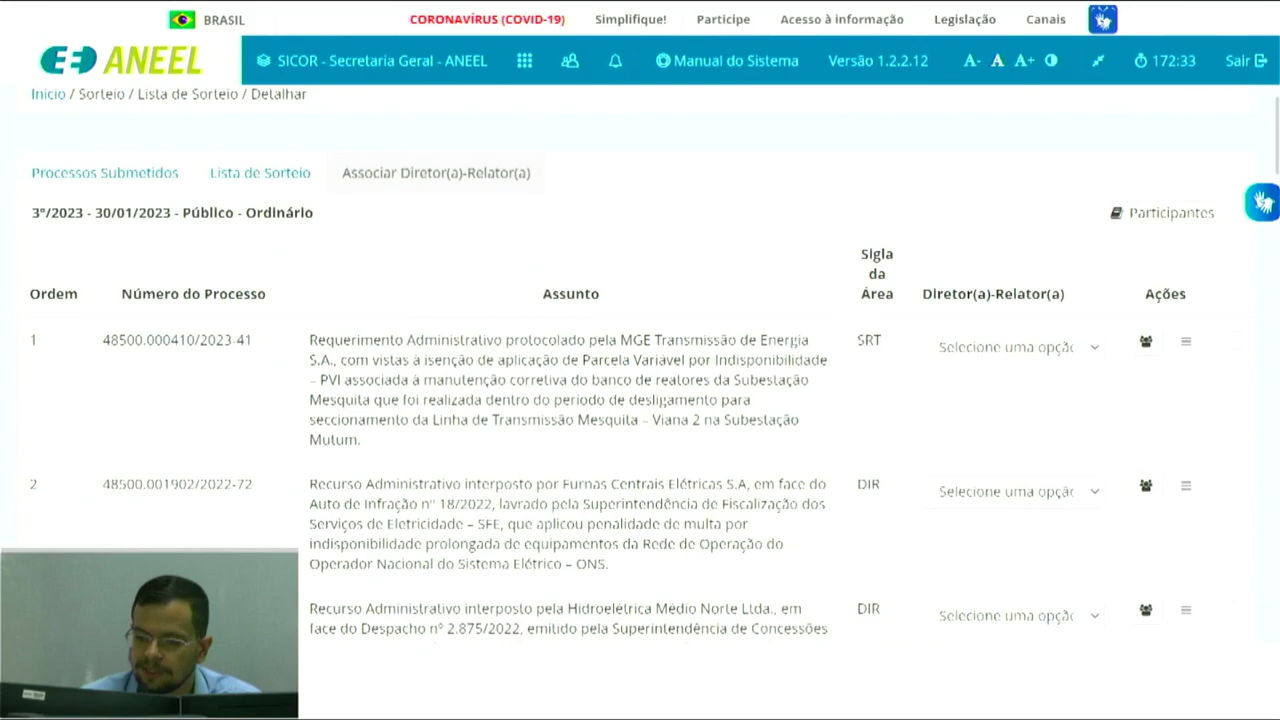 BRASIL
CORONAVÍRUS (COVID-19) Simplifique! Participe Acesso à informação Legislação Canais
ANEEL
SICOR - Secretaria Geral - ANEEL Manual do Sistema Versão 1.2.2.12 A- A A+ 172:33 Sair
Início / Sorteio / Lista de Sorteio / Detalhar
Processos Submetidos Lista de Sorteio Associar Diretor(a)-Relator(a)
3º/2023 - 30/01/2023 - Público - Ordinário Participantes
Sigla
da
Ordem Número do Processo Assunto Área Diretor(a)-Relator(a) Ações
1 48500.000410/2023-41 Requerimento Administrativo protocolado pela MGE Transmissão de Energia SRT Selecione uma opçã
S.A., com vistas à isenção de aplicação de Parcela Variável por Indisponibilidade
– PVI associada à manutenção corretiva do banco de reatores da Subestação
Mesquita que foi realizada dentro do período de desligamento para
seccionamento da Linha de Transmissão Mesquita – Viana 2 na Subestação
Mutum.
2 48500.001902/2022-72 Recurso Administrativo interposto por Furnas Centrais Elétricas S.A, em face do DIR Selecione uma opçã
Auto de Infração nº 18/2022, lavrado pela Superintendência de Fiscalização dos
Serviços de Eletricidade – SFE, que aplicou penalidade de multa por
indisponibilidade prolongada de equipamentos da Rede de Operação do
Operador Nacional do Sistema Elétrico – ONS.
Recurso Administrativo interposto pela Hidroelétrica Médio Norte Ltda., em DIR Selecione uma opçã
face do Despacho nº 2.875/2022, emitido pela Superintendência de Concessões